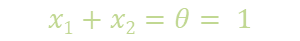 x₁ + x₂ = θ = 1